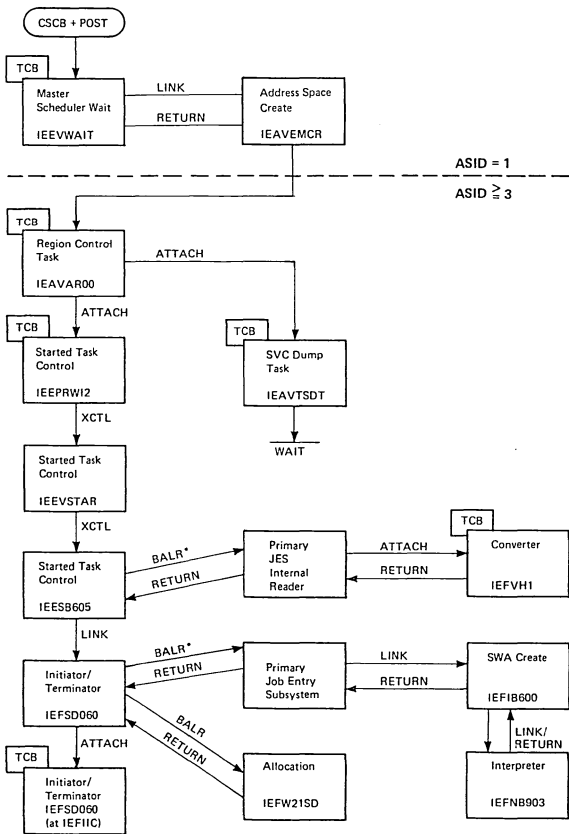 CSCB + POST
TCB
Master
Scheduler Wait
IEEVWAIT
LINK
RETURN
Address Space
Create
IEAVEMCR
ASID = 1
ASID ≧ 3
TCB
Region Control
Task
IEAVAR00
ATTACH
ATTACH
TCB
Started Task
Control
IEEPRWI2
TCB
SVC Dump
Task
IEAVTSDT
WAIT
XCTL
Started Task
Control
IEEVSTAR
XCTL
Started Task
Control
IEESB605
BALR*
RETURN
Primary
JES
Internal
Reader
ATTACH
RETURN
TCB
Converter
IEFVH1
LINK
Initiator/
Terminator
IEFSD060
BALR*
RETURN
Primary
Job Entry
Subsystem
LINK
RETURN
SWA Create
IEFIB600
LINK/
RETURN
Interpreter
IEFNB903
BALR
RETURN
Allocation
IEFW21SD
ATTACH
TCB
Initiator/
Terminator
IEFSD060
(at IEFIIC)